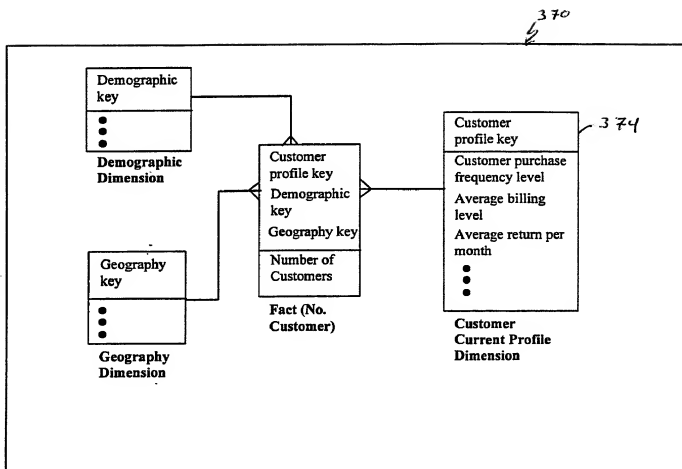 370
Demographic
key
Demographic
Dimension
Geography
key
Geography
Dimension
Customer
profile key
Demographic
key
Geography key
Number of
Customers
Fact (No.
Customer)
Customer
profile key
Customer purchase
frequency level
Average billing
level
Average return per
month
Customer
Current Profile
Dimension
374